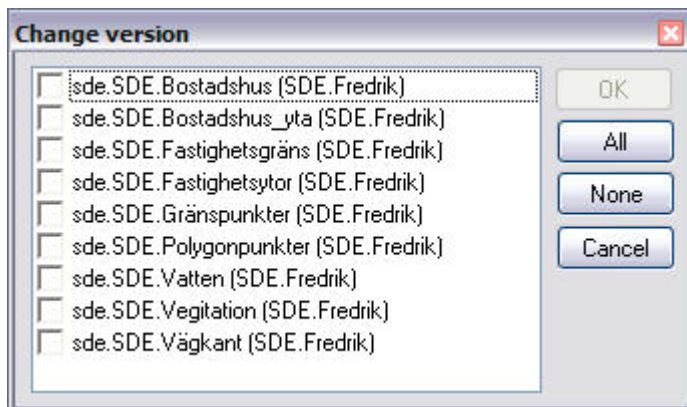 Change version
sde.SDE.Bostadshus (SDE.Fredrik)
sde.SDE.Bostadshus_yta (SDE.Fredrik)
sde.SDE.Fastighetsgräns (SDE.Fredrik)
sde.SDE.Fastighetsytor (SDE.Fredrik)
sde.SDE.Gränspunkter (SDE.Fredrik)
sde.SDE.Polygonpunkter (SDE.Fredrik)
sde.SDE.Vatten (SDE.Fredrik)
sde.SDE.Vegitation (SDE.Fredrik)
sde.SDE.Vägkant (SDE.Fredrik)
OK
All
None
Cancel